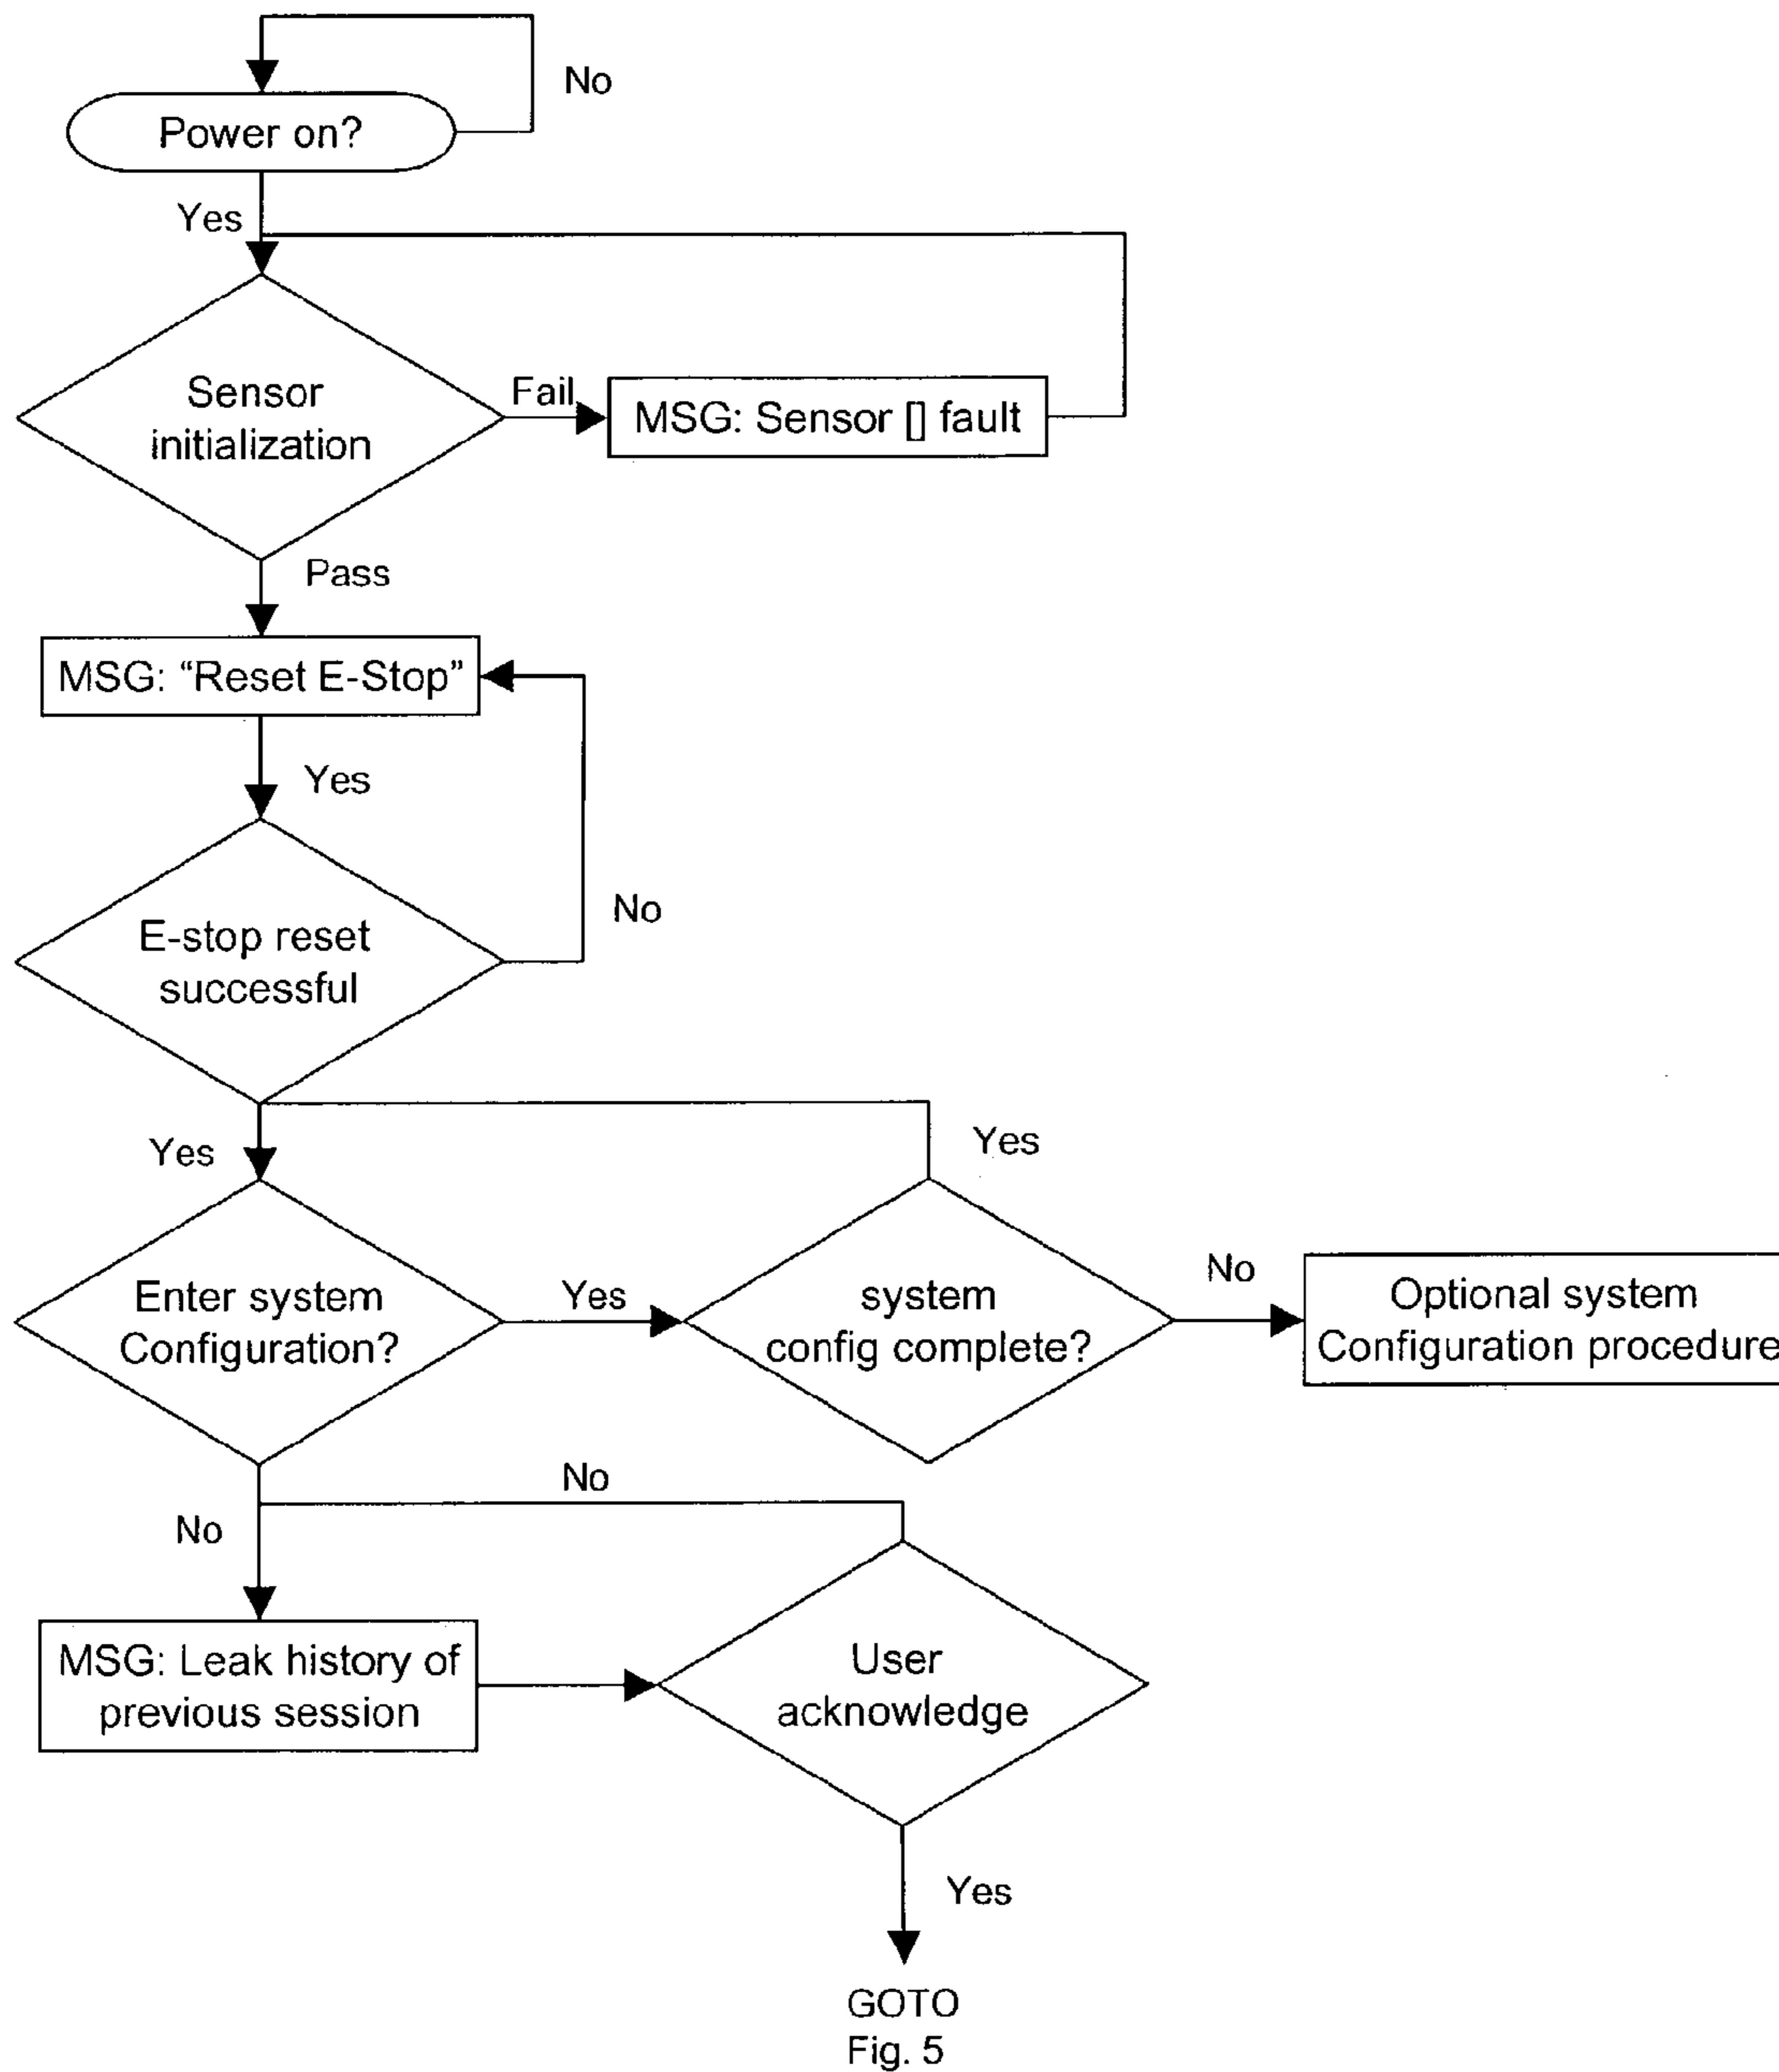 No
Power on?
Yes
Sensor
initialization
Fail
MSG: Sensor [] fault
Pass
MSG: “Reset E-Stop”
Yes
E-stop reset
successful
No
Yes
Yes
Enter system
Configuration?
Yes
system
config complete?
No
Optional system
Configuration procedure
No
No
MSG: Leak history of
previous session
User
acknowledge
Yes
GOTO
Fig. 5